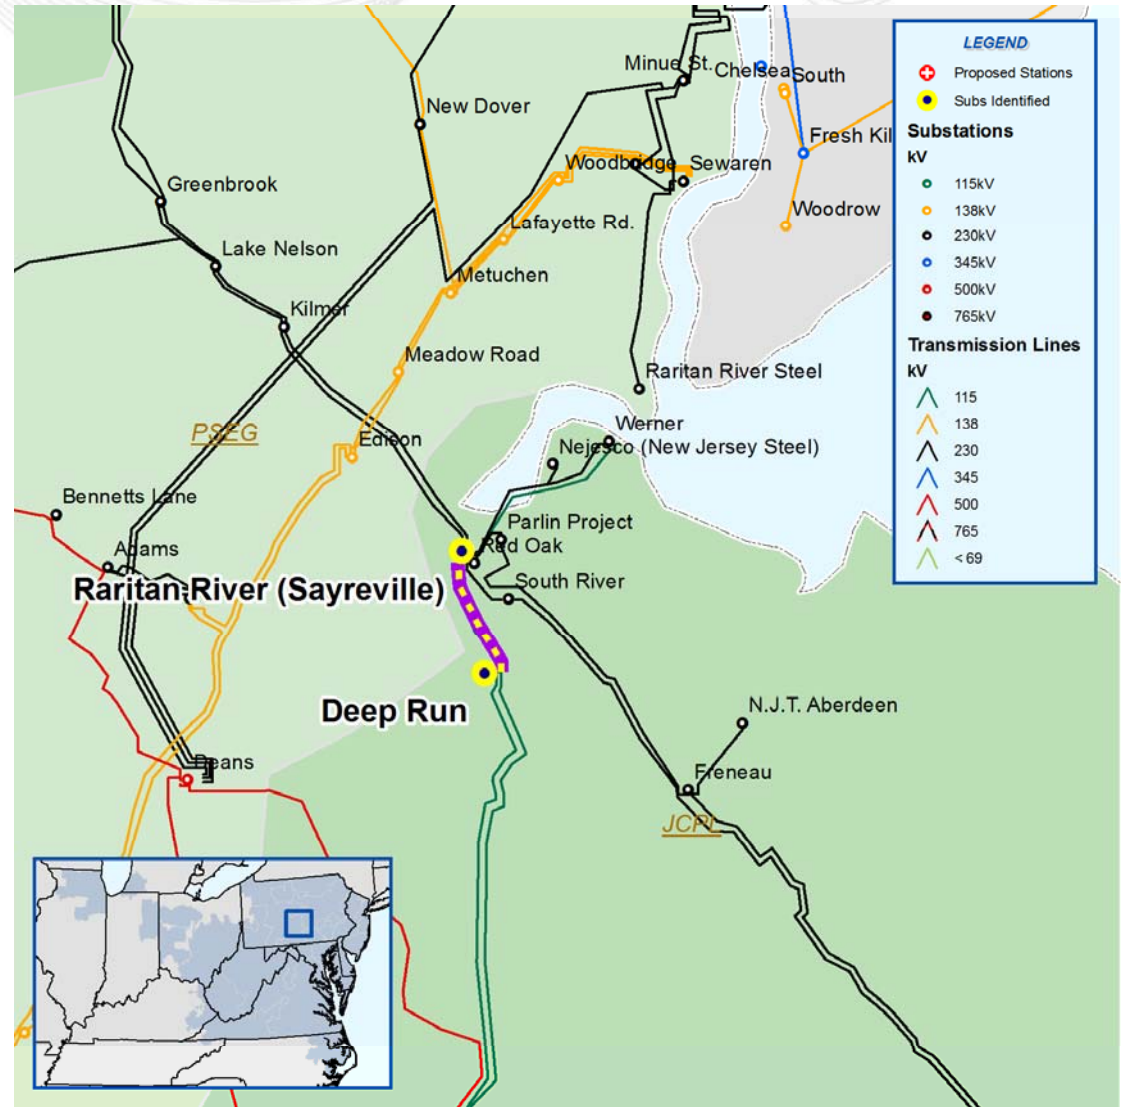 Minue St.
Chelsea
South
New Dover
Fresh Kil
Woodbridge
Sewaren
Greenbrook
Woodrow
Lafayette Rd.
Lake Nelson
Metuchen
Kilmer
Meadow Road
Raritan River Steel
PSEG
Edison
Werner
Nejesco (New Jersey Steel)
Bennetts Lane
Parlin Project
Red Oak
Adams
Raritan River (Sayreville)
South River
Deep Run
N.J.T. Aberdeen
Deans
Freneau
JCPL
LEGEND
Proposed Stations
Subs Identified
Substations
kV
115kV
138kV
230kV
345kV
500kV
765kV
Transmission Lines
kV
115
138
230
345
500
765
< 69